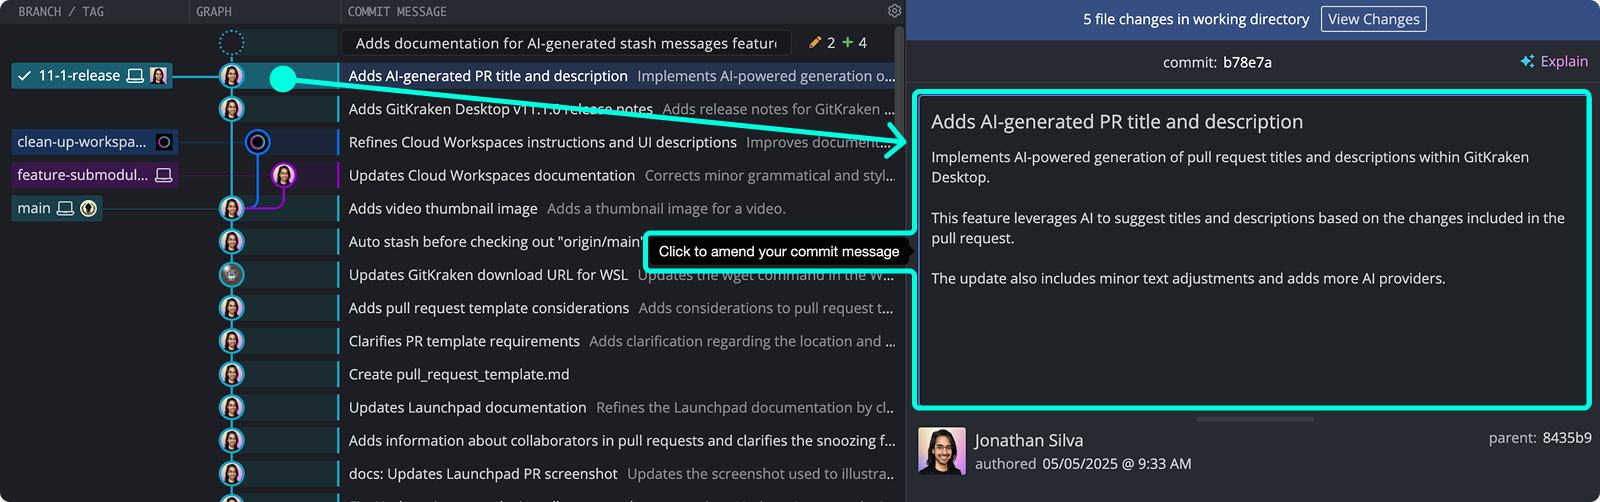 BRANCH / TAG
GRAPH
COMMIT MESSAGE
Adds documentation for AI-generated stash messages featur
2
4
11-1-release
Adds AI-generated PR title and description Implements AI-powered generation o...
Adds GitKraken Desktop v11.1.0 release notes Adds release notes for GitKraken ...
clean-up-workspa...
Refines Cloud Workspaces instructions and UI descriptions Improves document...
feature-submodul...
Updates Cloud Workspaces documentation Corrects minor grammatical and styl...
main
Adds video thumbnail image Adds a thumbnail image for a video.
Auto stash before checking out "origin/main"
Updates GitKraken download URL for WSL Updates the wget command in the W...
Adds pull request template considerations Adds considerations to pull request t...
Clarifies PR template requirements Adds clarification regarding the location and ...
Create pull_request_template.md
Updates Launchpad documentation Refines the Launchpad documentation by cl...
Adds information about collaborators in pull requests and clarifies the snoozing f...
docs: Updates Launchpad PR screenshot Updates the screenshot used to illustra...
Click to amend your commit message
5 file changes in working directory
View Changes
commit: b78e7a
Explain
Adds AI-generated PR title and description
Implements AI-powered generation of pull request titles and descriptions within GitKraken
Desktop.
This feature leverages AI to suggest titles and descriptions based on the changes included in the
pull request.
The update also includes minor text adjustments and adds more AI providers.
Jonathan Silva
authored 05/05/2025 @ 9:33 AM
parent: 8435b9